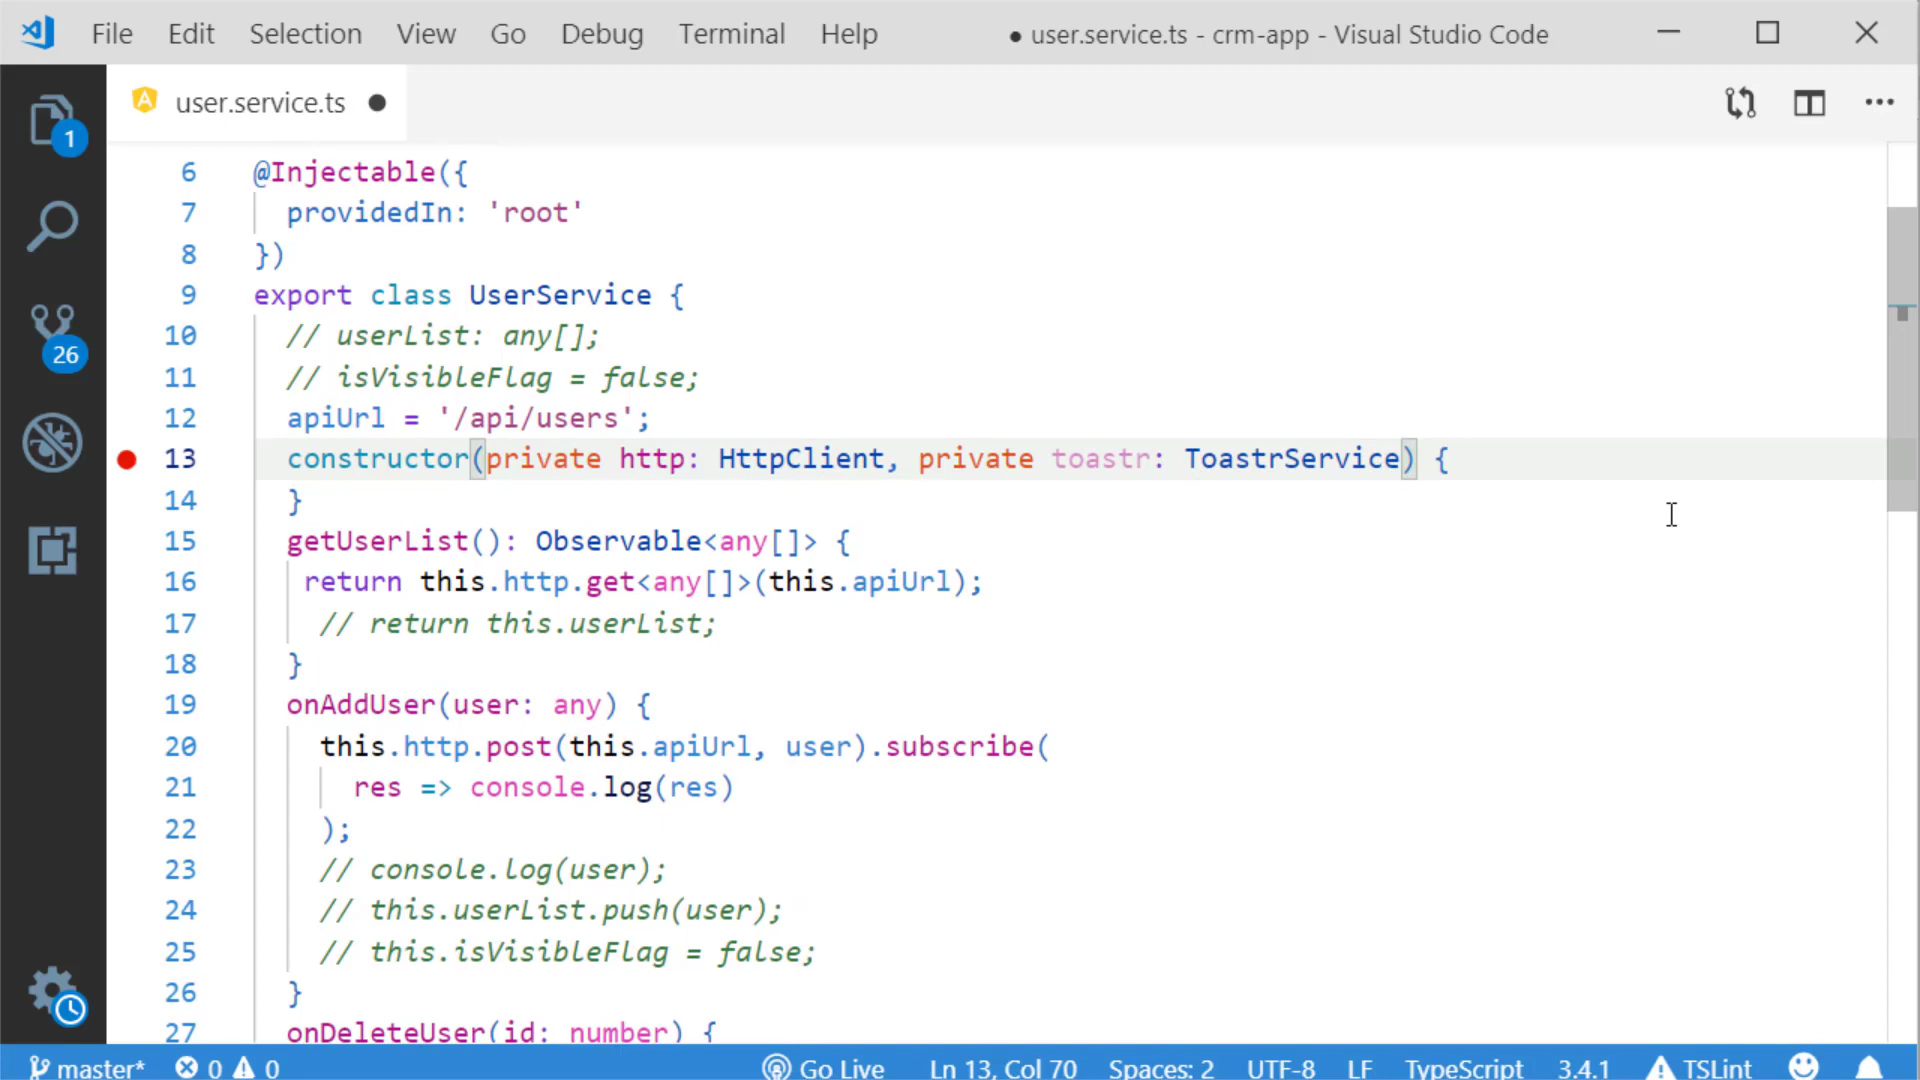 File Edit Selection View Go Debug Terminal Help ● user.service.ts - crm-app - Visual Studio Code
user.service.ts ●
1
26
6 @Injectable({
7 providedIn: 'root'
8 })
9 export class UserService {
10 // userList: any[];
11 // isVisibleFlag = false;
12 apiUrl = '/api/users';
13 constructor(private http: HttpClient, private toastr: ToastrService) {
14 }
15 getUserList(): Observable<any[]> {
16 return this.http.get<any[]>(this.apiUrl);
17 // return this.userList;
18 }
19 onAddUser(user: any) {
20 this.http.post(this.apiUrl, user).subscribe(
21 res => console.log(res)
22 );
23 // console.log(user);
24 // this.userList.push(user);
25 // this.isVisibleFlag = false;
26 }
27 onDeleteUser(id: number) {
master* 0 0 Go Live Ln 13, Col 70 Spaces: 2 UTF-8 LF TypeScript 3.4.1 TSLint